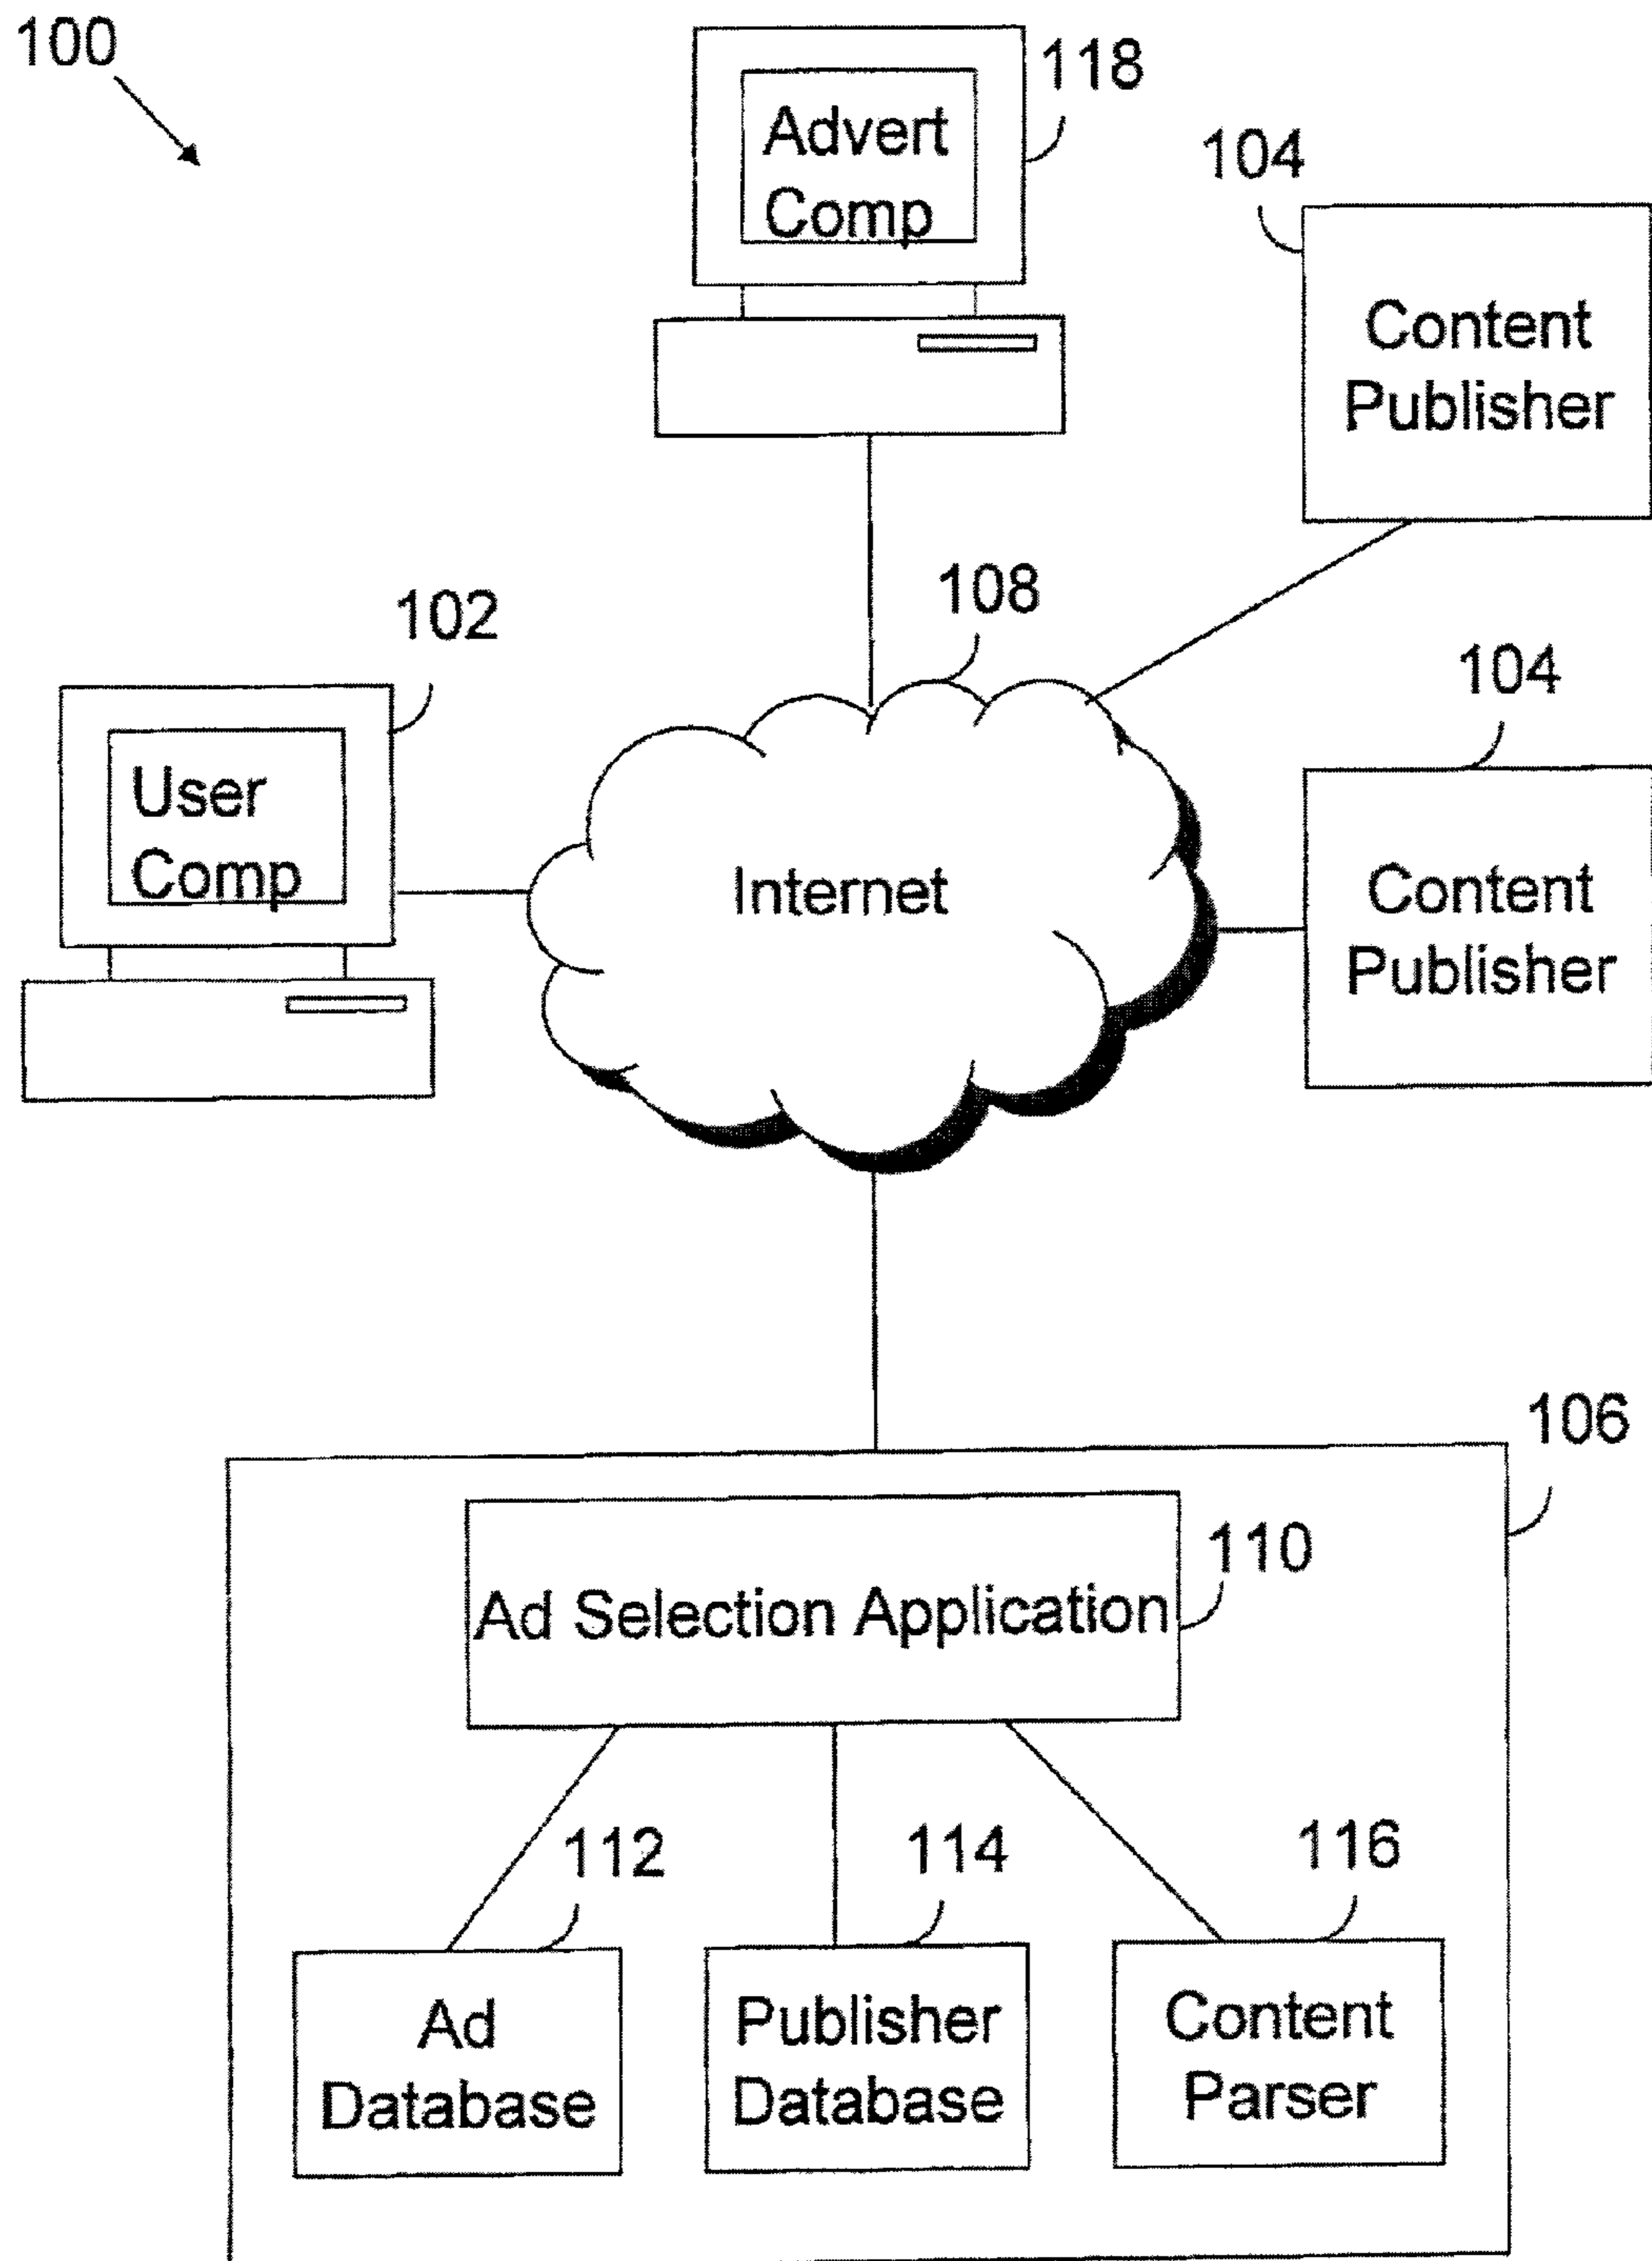 100
118
Advert
Comp
104
Content
Publisher
108
102
104
User
Comp
Internet
Content
Publisher
106
110
Ad Selection Application
112
114
116
Ad
Database
Publisher
Database
Content
Parser